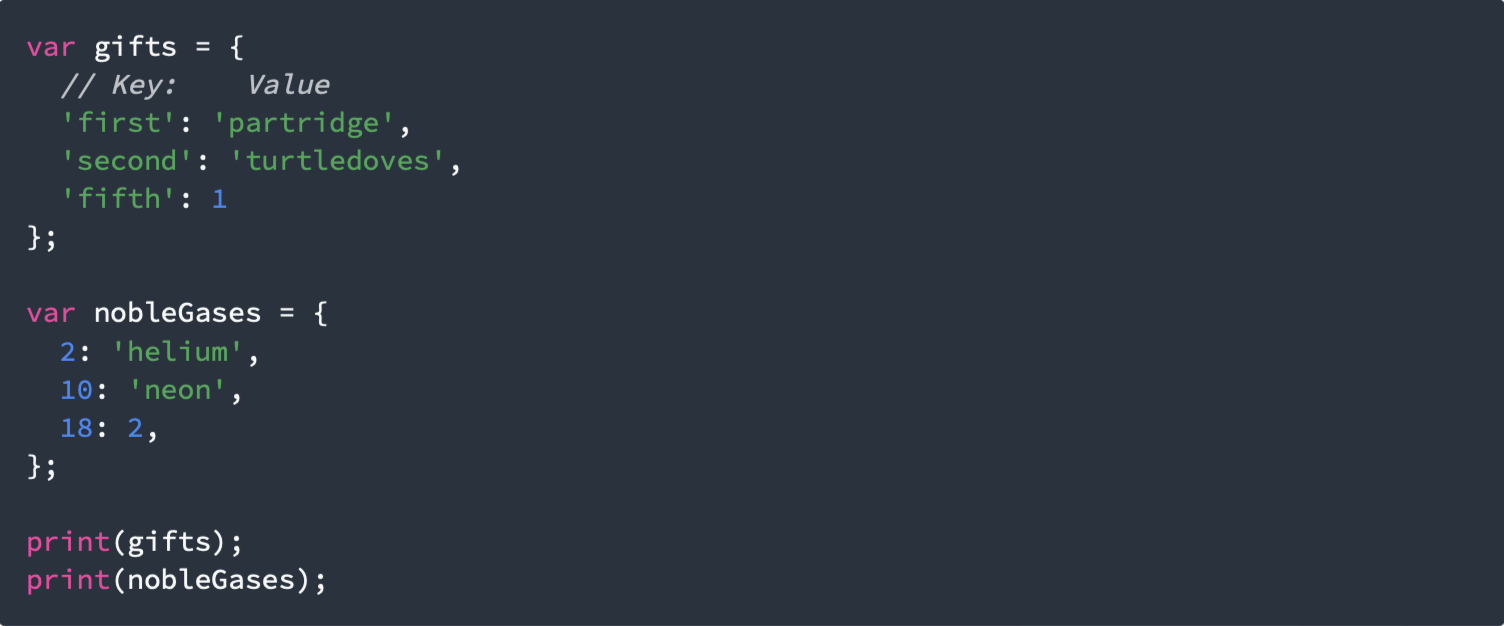 var gifts = {
  // Key:    Value
  'first': 'partridge',
  'second': 'turtledoves',
  'fifth': 1
};

var nobleGases = {
  2: 'helium',
  10: 'neon',
  18: 2,
};

print(gifts);
print(nobleGases);